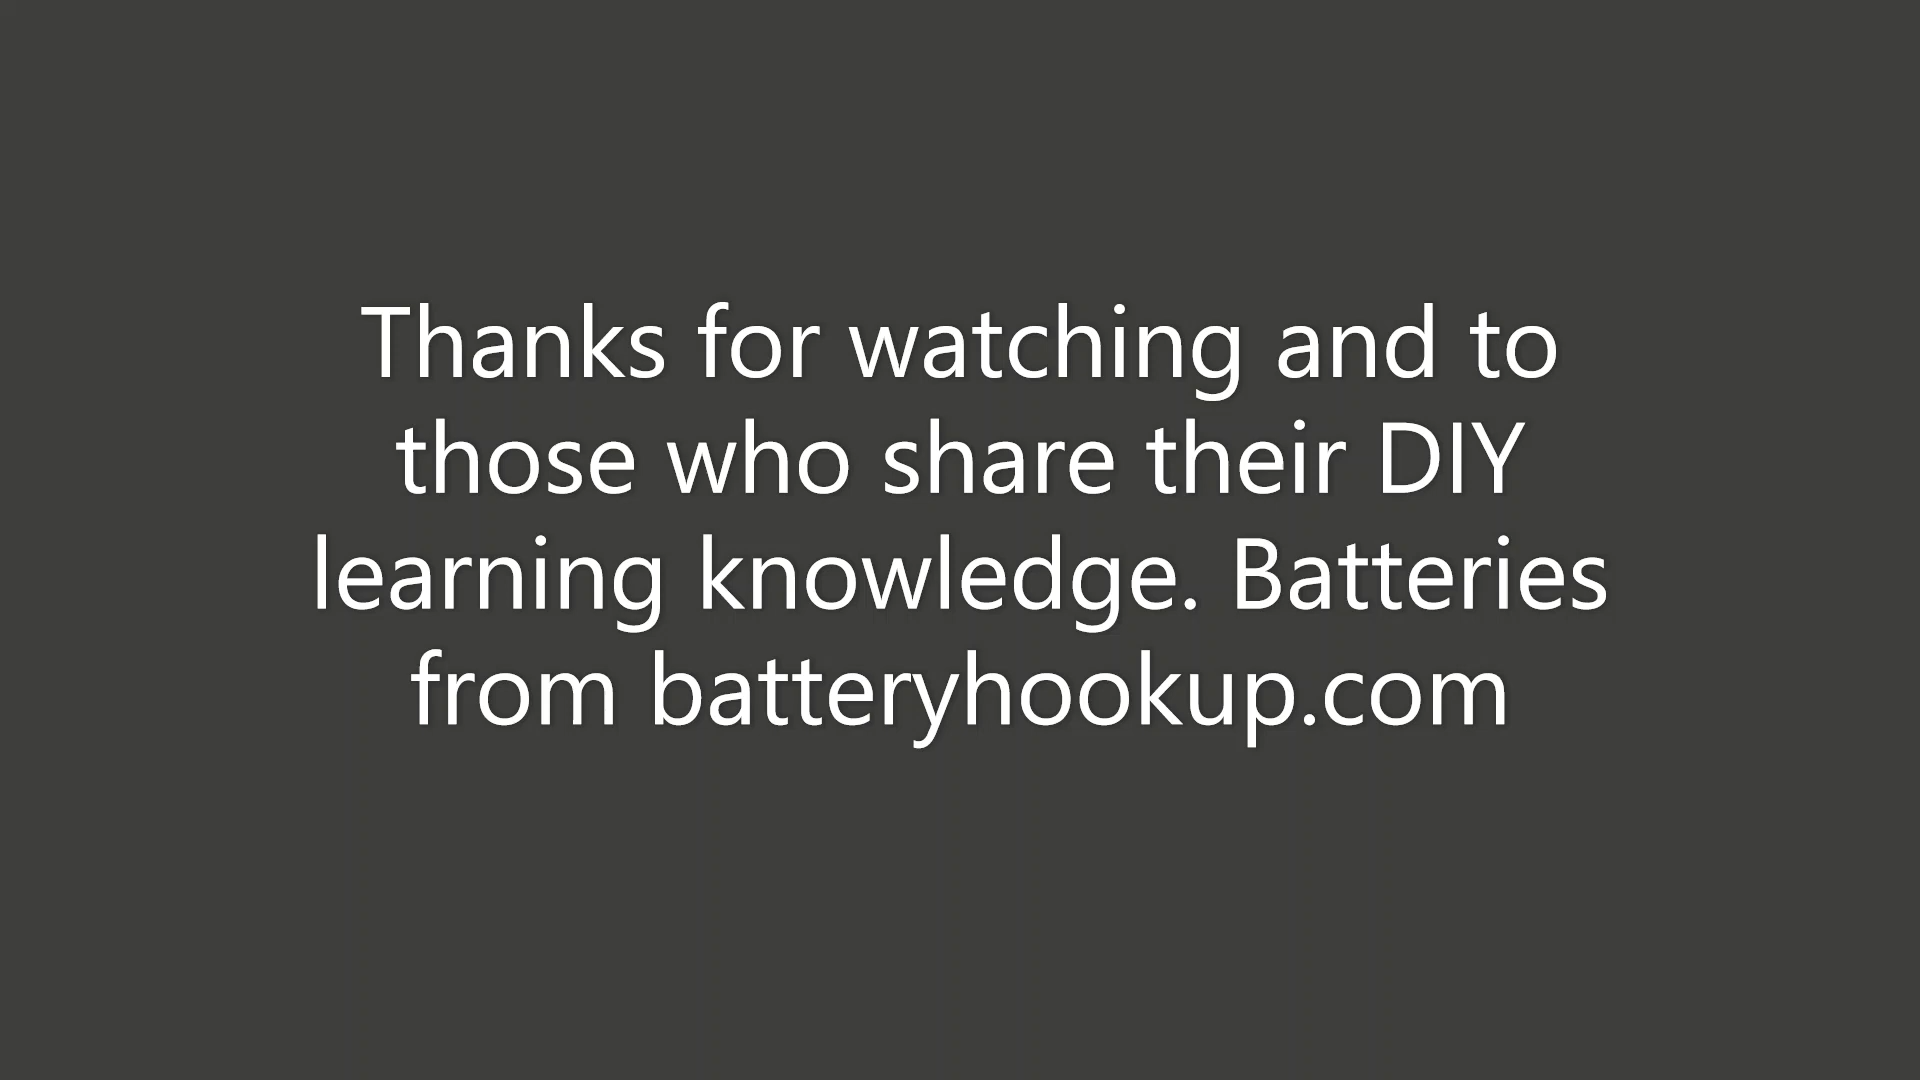 Thanks for watching and to
those who share their DIY
learning knowledge. Batteries
from batteryhookup.com